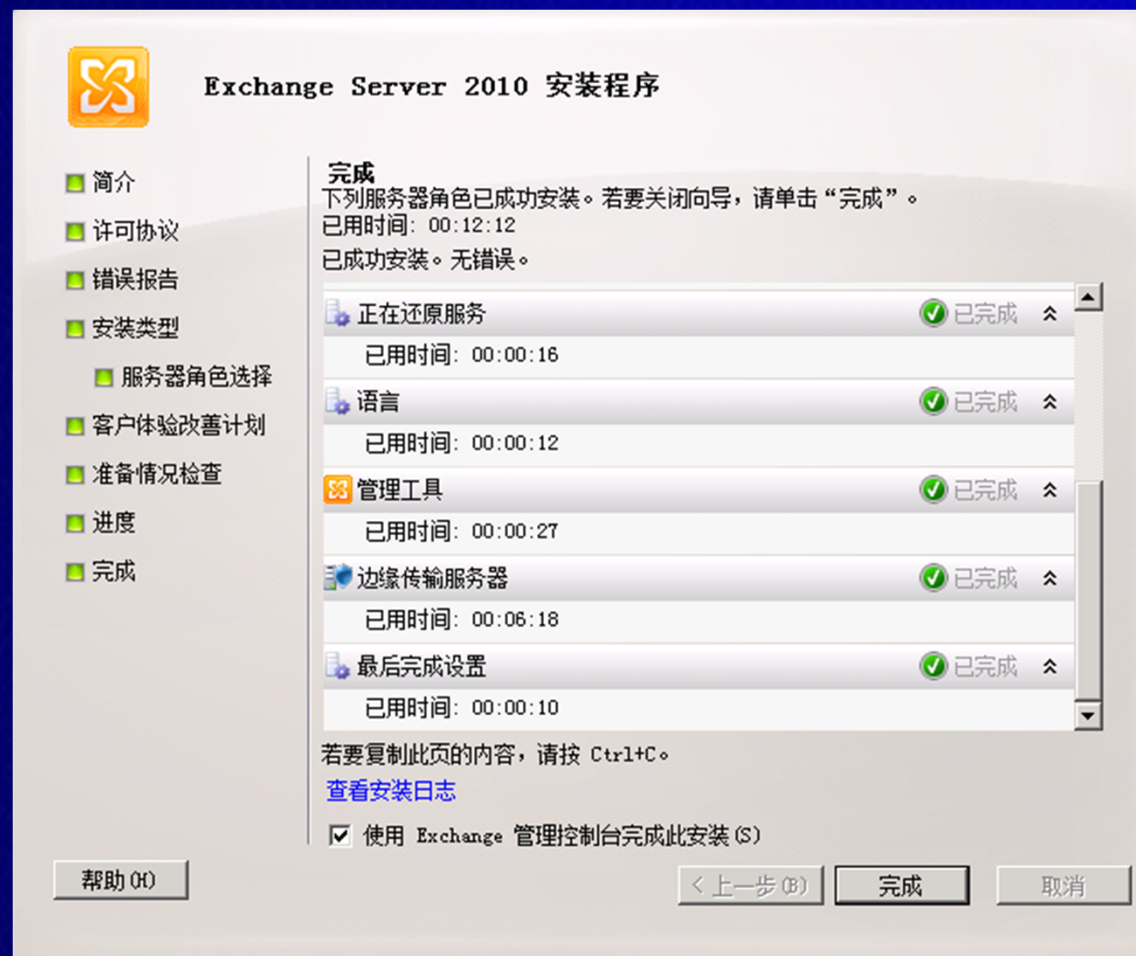 Exchange Server 2010 安装程序
简介
许可协议
错误报告
安装类型
服务器角色选择
客户体验改善计划
准备情况检查
进度
完成
完成
下列服务器角色已成功安装。若要关闭向导，请单击“完成”。
已用时间: 00:12:12
已成功安装。无错误。
正在还原服务 已完成
已用时间: 00:00:16
语言 已完成
已用时间: 00:00:12
管理工具 已完成
已用时间: 00:00:27
边缘传输服务器 已完成
已用时间: 00:06:18
最后完成设置 已完成
已用时间: 00:00:10
若要复制此页的内容，请按 Ctrl+C。
查看安装日志
使用 Exchange 管理控制台完成此安装(S)
帮助(H) < 上一步(B) 完成 取消